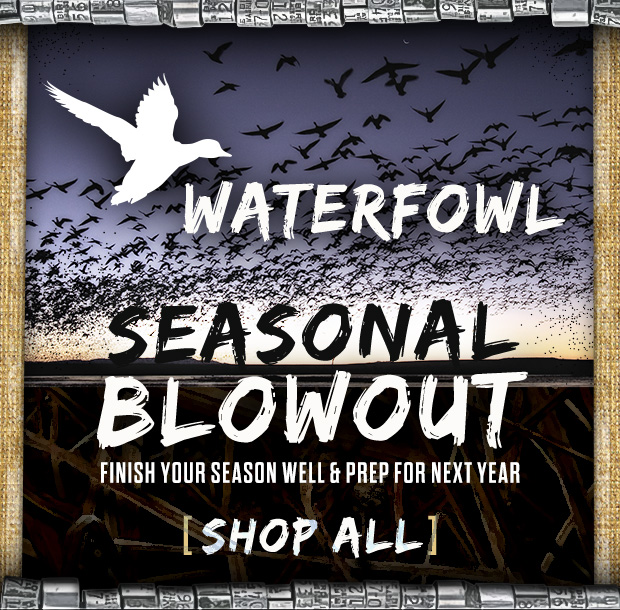 WATERFOWL
SEASONAL
BLOWOUT
FINISH YOUR SEASON WELL & PREP FOR NEXT YEAR
[SHOP ALL]